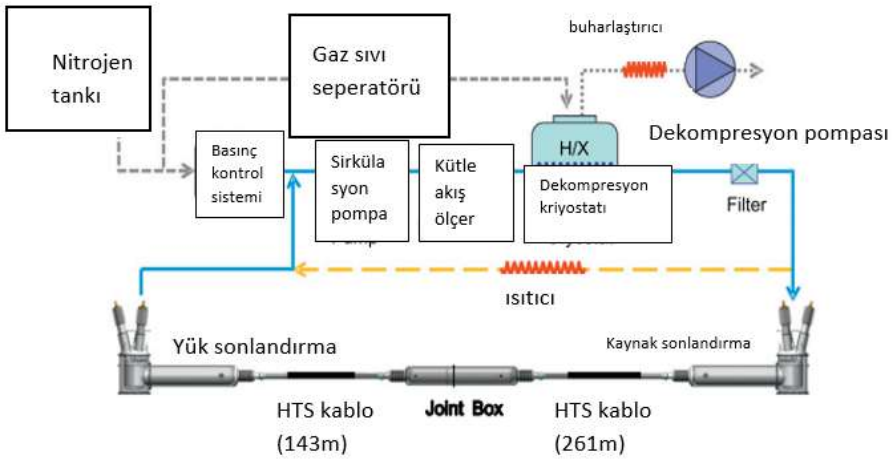 Nitrojen
tankı
Gaz sıvı
seperatörü
buharlaştırıcı
Dekompresyon pompası
Basınç
kontrol
sistemi
Sirküla
syon
pompa
Kütle
akış
ölçer
H/X
Dekompresyon
kriyostatı
Filter
ısıtıcı
Yük sonlandırma
Kaynak sonlandırma
HTS kablo
(143m)
Joint Box
HTS kablo
(261m)